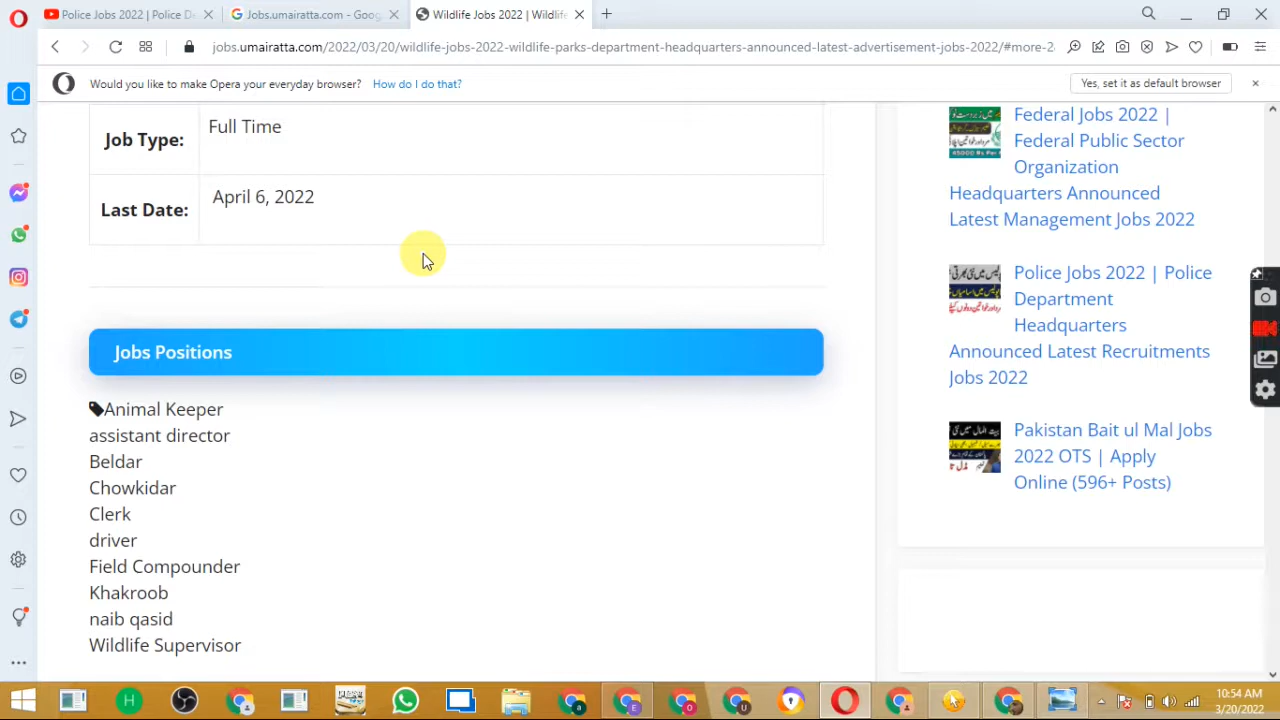 Police Jobs 2022 | Police D
Jobs.umairatta.com - Goog
Wildlife Jobs 2022 | Wildlife
jobs.umairatta.com/2022/03/20/wildlife-jobs-2022-wildlife-parks-department-headquarters-announced-latest-advertisement-jobs-2022/#more-2
Would you like to make Opera your everyday browser? How do I do that?
Yes, set it as default browser
Job Type:
Full Time
Last Date:
April 6, 2022
Jobs Positions
Animal Keeper
assistant director
Beldar
Chowkidar
Clerk
driver
Field Compounder
Khakroob
naib qasid
Wildlife Supervisor
Federal Jobs 2022 |
Federal Public Sector
Organization
Headquarters Announced
Latest Management Jobs 2022
Police Jobs 2022 | Police
Department
Headquarters
Announced Latest Recruitments
Jobs 2022
Pakistan Bait ul Mal Jobs
2022 OTS | Apply
Online (596+ Posts)
10:54 AM
3/20/2022